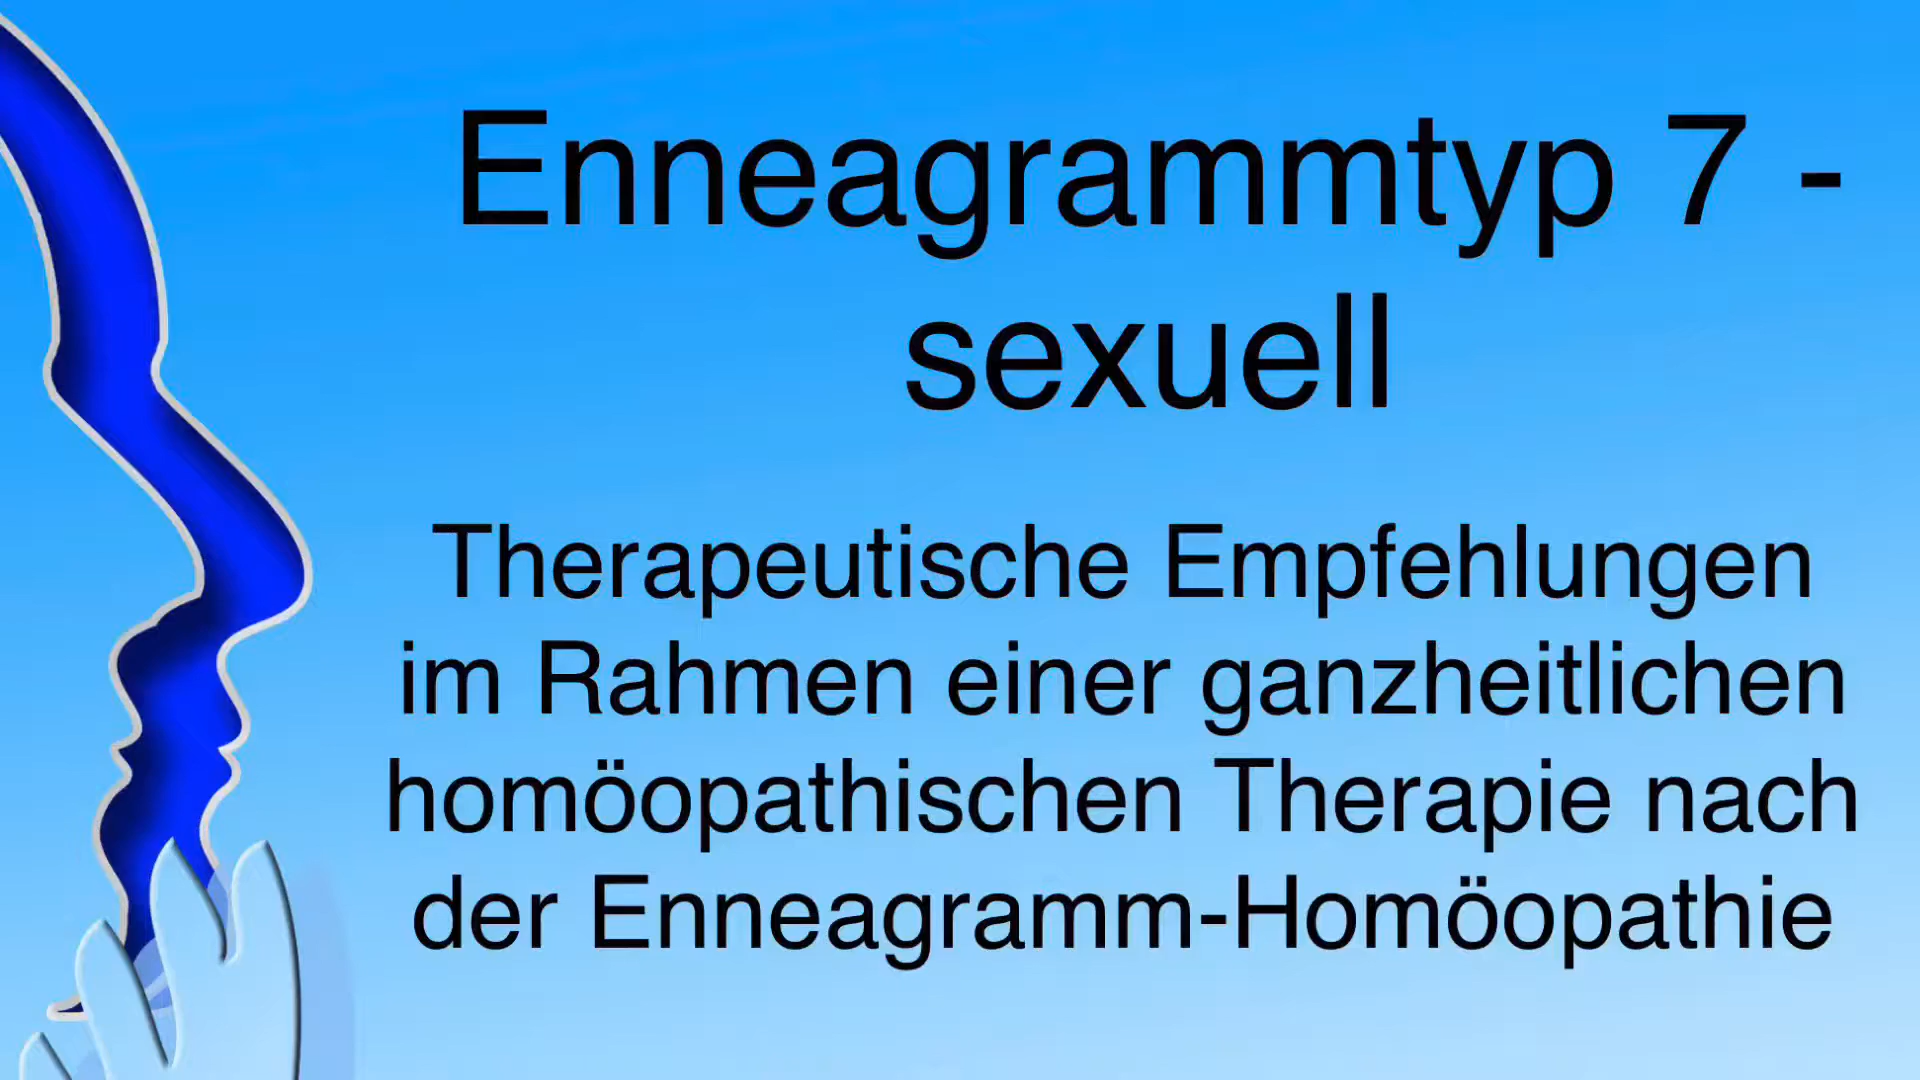 Enneagrammtyp 7 -
sexuell
Therapeutische Empfehlungen
im Rahmen einer ganzheitlichen
homöopathischen Therapie nach
der Enneagramm-Homöopathie